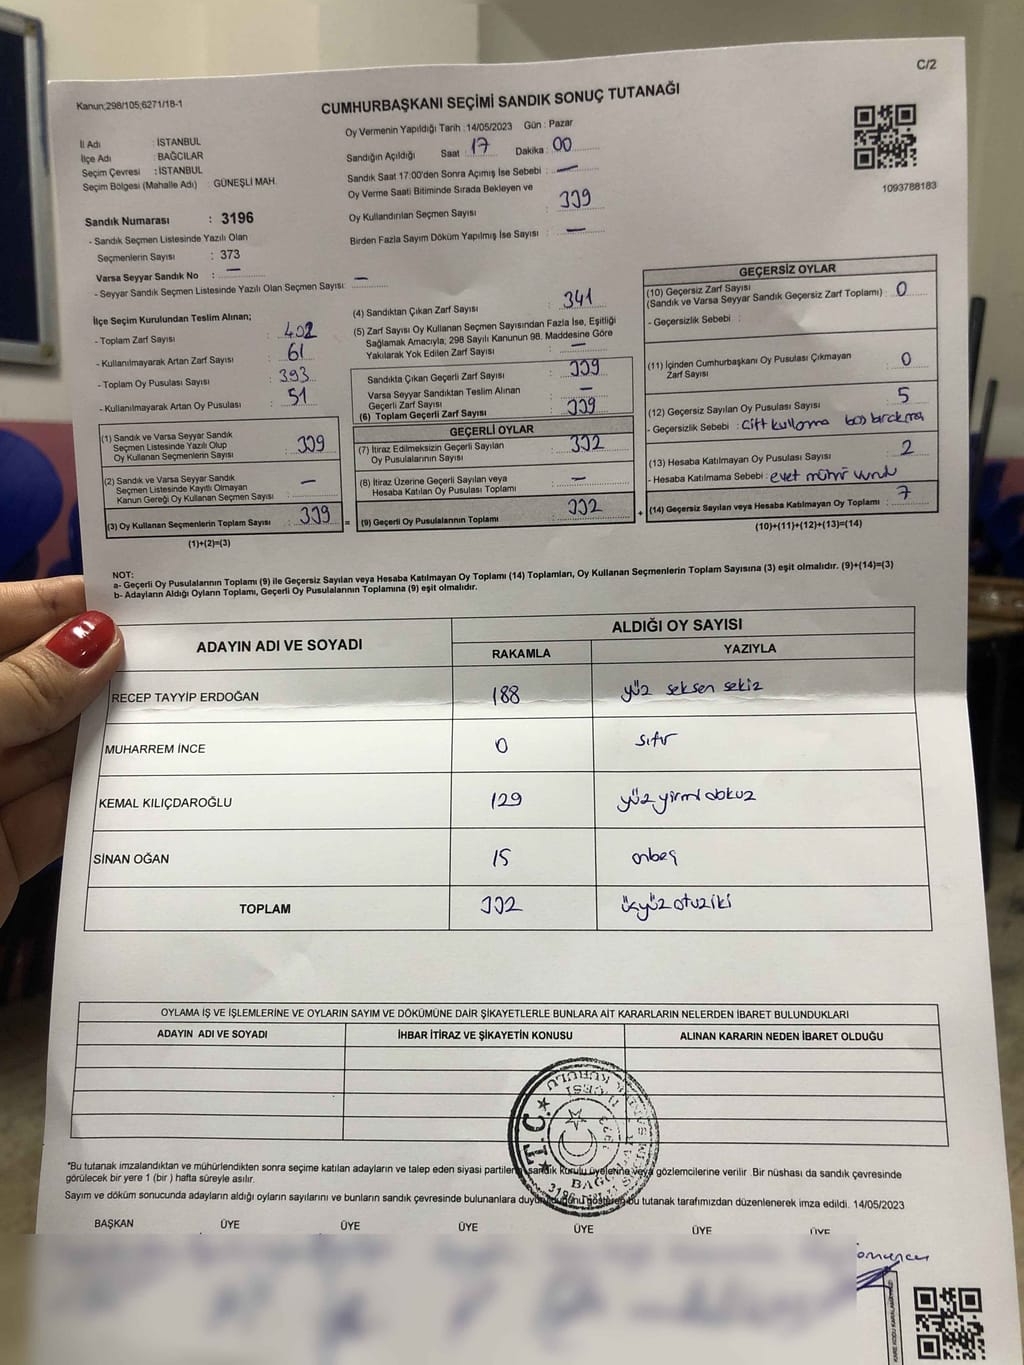 C/2
Kanun;298/105;6271/18-1
CUMHURBAŞKANI SEÇİMİ SANDIK SONUÇ TUTANAĞI
İl Adı : İSTANBUL
İlçe Adı : BAĞCILAR
Seçim Çevresi : İSTANBUL
Seçim Bölgesi (Mahalle Adı) : GÜNEŞLİ MAH.
Sandık Numarası : 3196
- Sandık Seçmen Listesinde Yazılı Olan
Seçmenlerin Sayısı : 373
Varsa Seyyar Sandık No : —
- Seyyar Sandık Seçmen Listesinde Yazılı Olan Seçmen Sayısı: —
Oy Vermenin Yapıldığı Tarih :14/05/2023 Gün : Pazar
Sandığın Açıldığı Saat : 17 Dakika : 00
Sandık Saat 17:00'den Sonra Açımış İse Sebebi : —
Oy Verme Saati Bitiminde Sırada Bekleyen ve
Oy Kullandırılan Seçmen Sayısı : 339
Birden Fazla Sayım Döküm Yapılmış İse Sayısı : —
1093788183
İlçe Seçim Kurulundan Teslim Alınan;
- Toplam Zarf Sayısı : 402
- Kullanılmayarak Artan Zarf Sayısı : 61
- Toplam Oy Pusulası Sayısı : 393
- Kullanılmayarak Artan Oy Pusulası : 51
(1) Sandık ve Varsa Seyyar Sandık
Seçmen Listesinde Yazılı Olup
Oy Kullanan Seçmenlerin Sayısı : 339
(2) Sandık ve Varsa Seyyar Sandık
Seçmen Listesinde Kayıtlı Olmayan
Kanun Gereği Oy Kullanan Seçmen Sayısı : —
(3) Oy Kullanan Seçmenlerin Toplam Sayısı : 339 =
(1)+(2)=(3)
(4) Sandıktan Çıkan Zarf Sayısı : 341
(5) Zarf Sayısı Oy Kullanan Seçmen Sayısından Fazla İse, Eşitliği
Sağlamak Amacıyla; 298 Sayılı Kanunun 98. Maddesine Göre
Yakılarak Yok Edilen Zarf Sayısı : —
Sandıkta Çıkan Geçerli Zarf Sayısı : 339
Varsa Seyyar Sandıktan Teslim Alınan
Geçerli Zarf Sayısı : —
(6) Toplam Geçerli Zarf Sayısı : 339
GEÇERLİ OYLAR
(7) İtiraz Edilmeksizin Geçerli Sayılan
Oy Pusulalarının Sayısı : 332
(8) İtiraz Üzerine Geçerli Sayılan veya
Hesaba Katılan Oy Pusulası Toplamı : —
(9) Geçerli Oy Pusulalarının Toplamı : 332 +
GEÇERSİZ OYLAR
(10) Geçersiz Zarf Sayısı
(Sandık ve Varsa Seyyar Sandık Geçersiz Zarf Toplamı) : 0
- Geçersizlik Sebebi :
(11) İçinden Cumhurbaşkanı Oy Pusulası Çıkmayan
Zarf Sayısı : 0
(12) Geçersiz Sayılan Oy Pusulası Sayısı : 5
- Geçersizlik Sebebi : Çift kullama boş bırakma
(13) Hesaba Katılmayan Oy Pusulası Sayısı : 2
- Hesaba Katılmama Sebebi : evet mührü vurulu
(14) Geçersiz Sayılan veya Hesaba Katılmayan Oy Toplamı : 7
(10)+(11)+(12)+(13)=(14)
NOT:
a- Geçerli Oy Pusulalarının Toplamı (9) ile Geçersiz Sayılan veya Hesaba Katılmayan Oy Toplamı (14) Toplamları, Oy Kullanan Seçmenlerin Toplam Sayısına (3) eşit olmalıdır. (9)+(14)=(3)
b- Adayların Aldığı Oyların Toplamı, Geçerli Oy Pusulalarının Toplamına (9) eşit olmalıdır.
ADAYIN ADI VE SOYADI ALDIĞI OY SAYISI
RAKAMLA YAZIYLA
RECEP TAYYİP ERDOĞAN 188 yüz seksen sekiz
MUHARREM İNCE 0 sıfır
KEMAL KILIÇDAROĞLU 129 yüz yirmi dokuz
SİNAN OĞAN 15 onbeş
TOPLAM 332 üçyüz otuziki
OYLAMA İŞ VE İŞLEMLERİNE VE OYLARIN SAYIM VE DÖKÜMÜNE DAİR ŞİKAYETLERLE BUNLARA AİT KARARLARIN NELERDEN İBARET BULUNDUKLARI
ADAYIN ADI VE SOYADI İHBAR İTİRAZ VE ŞİKAYETİN KONUSU ALINAN KARARIN NEDEN İBARET OLDUĞU
T.C.
*Bu tutanak imzalandıktan ve mühürlendikten sonra seçime katılan adayların ve talep eden siyasi partilerin sandık kurulu üyelerine veya gözlemcilerine verilir. Bir nüshası da sandık çevresinde
görülecek bir yere 1 (bir ) hafta süreyle asılır.
Sayım ve döküm sonucunda adayların aldığı oyların sayılarını ve bunların sandık çevresinde bulunanlara duyurulduğunu gösteren bu tutanak tarafımızdan düzenlenerek imza edildi. 14/05/2023
BAŞKAN ÜYE ÜYE ÜYE ÜYE ÜYE ÜYE